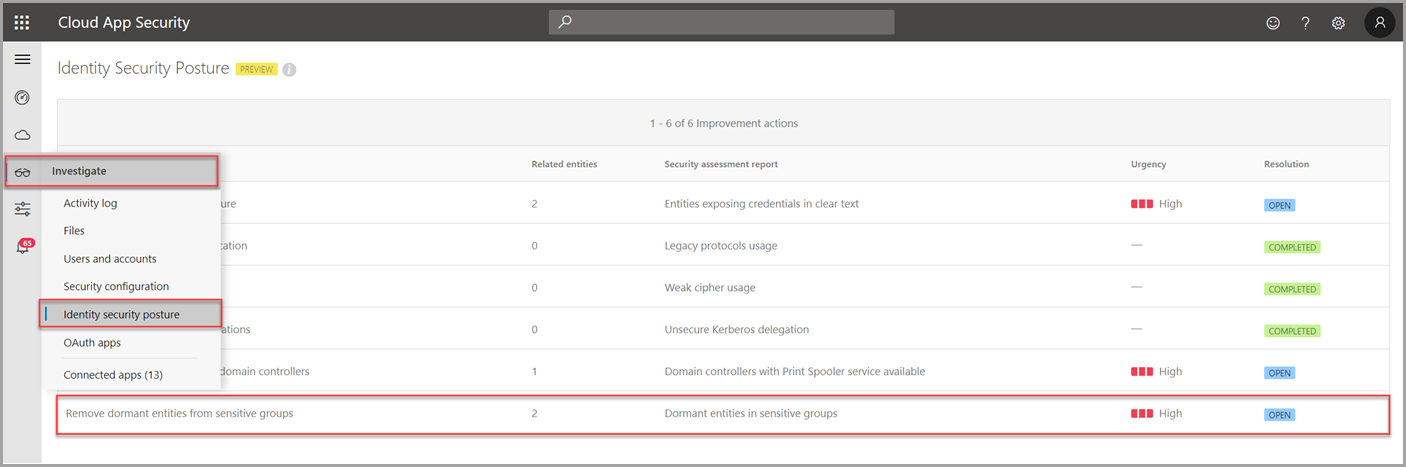 Cloud App Security
?
Identity Security Posture PREVIEW i
1 - 6 of 6 Improvement actions
Related entities Security assessment report Urgency Resolution
Investigate
Activity log
ure 2 Entities exposing credentials in clear text High OPEN
Files
65
cation 0 Legacy protocols usage — COMPLETED
Users and accounts
Security configuration
0 Weak cipher usage — COMPLETED
Identity security posture
ations 0 Unsecure Kerberos delegation — COMPLETED
OAuth apps
domain controllers 1 Domain controllers with Print Spooler service available High OPEN
Connected apps (13)
Remove dormant entities from sensitive groups 2 Dormant entities in sensitive groups High OPEN